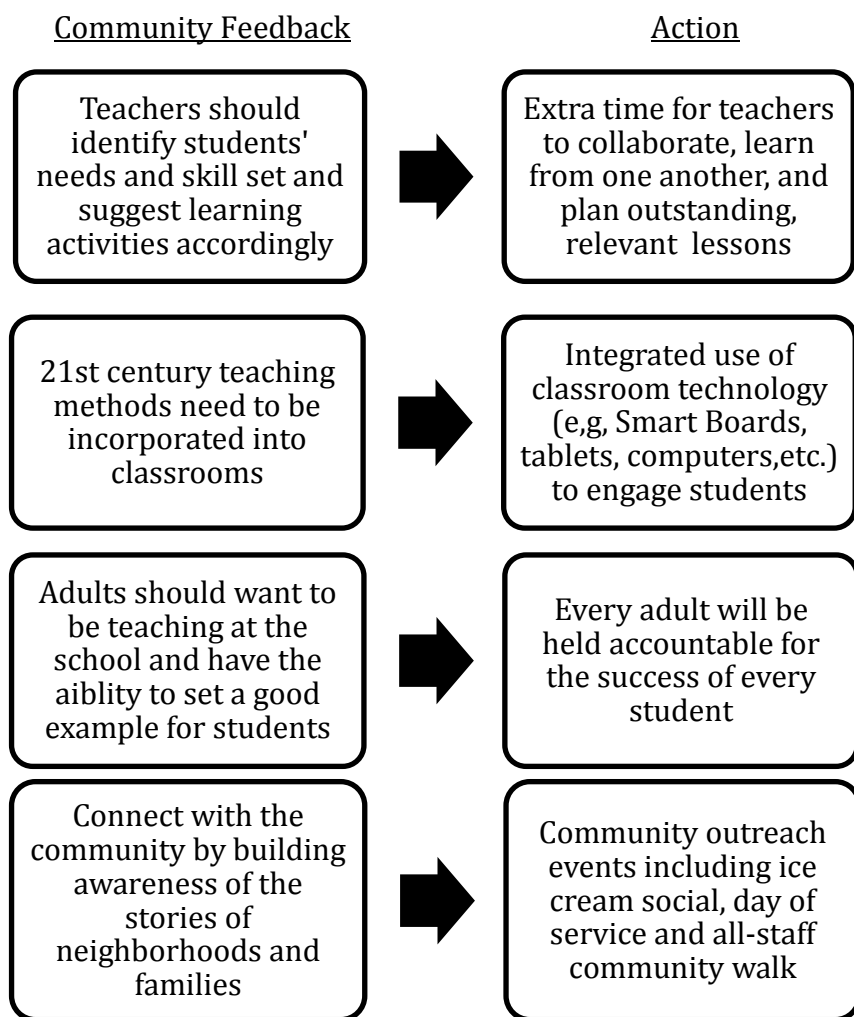 Community Feedback
Action
Teachers should
identify students'
needs and skill set and
suggest learning
activities accordingly
Extra time for teachers
to collaborate, learn
from one another, and
plan outstanding,
relevant lessons
21st century teaching
methods need to be
incorporated into
classrooms
Integrated use of
classroom technology
(e,g, Smart Boards,
tablets, computers,etc.)
to engage students
Adults should want to
be teaching at the
school and have the
aiblity to set a good
example for students
Every adult will be
held accountable for
the success of every
student
Connect with the
community by building
awareness of the
stories of
neighborhoods and
families
Community outreach
events including ice
cream social, day of
service and all-staff
community walk